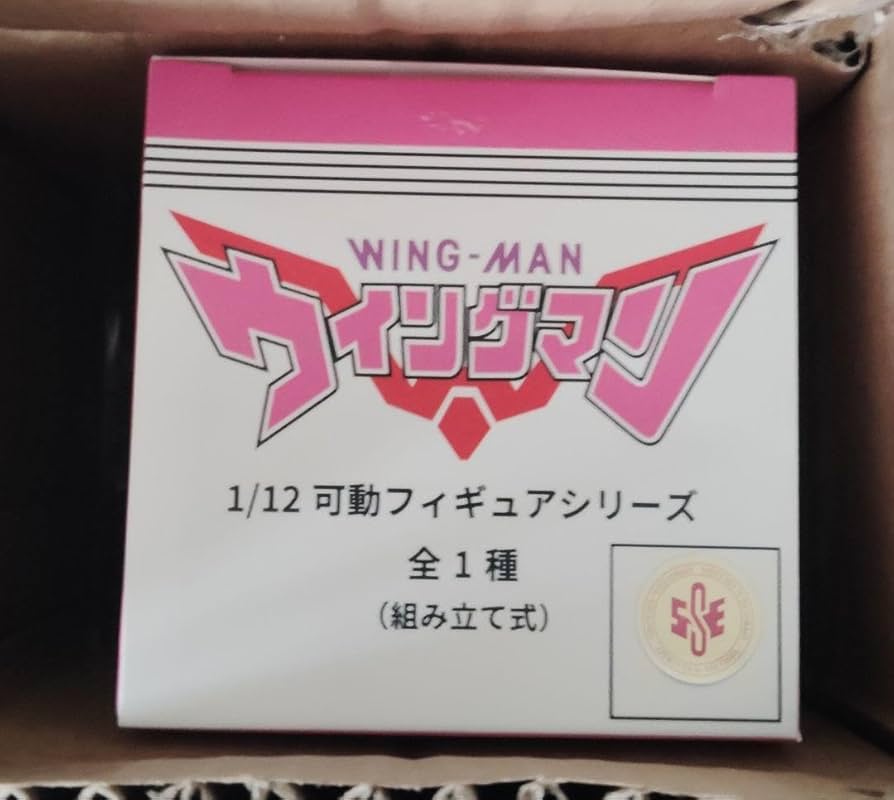 WING-MAN
ウイングマン
1/12 可動フィギュアシリーズ
全 1 種
（組み立て式）
SSE